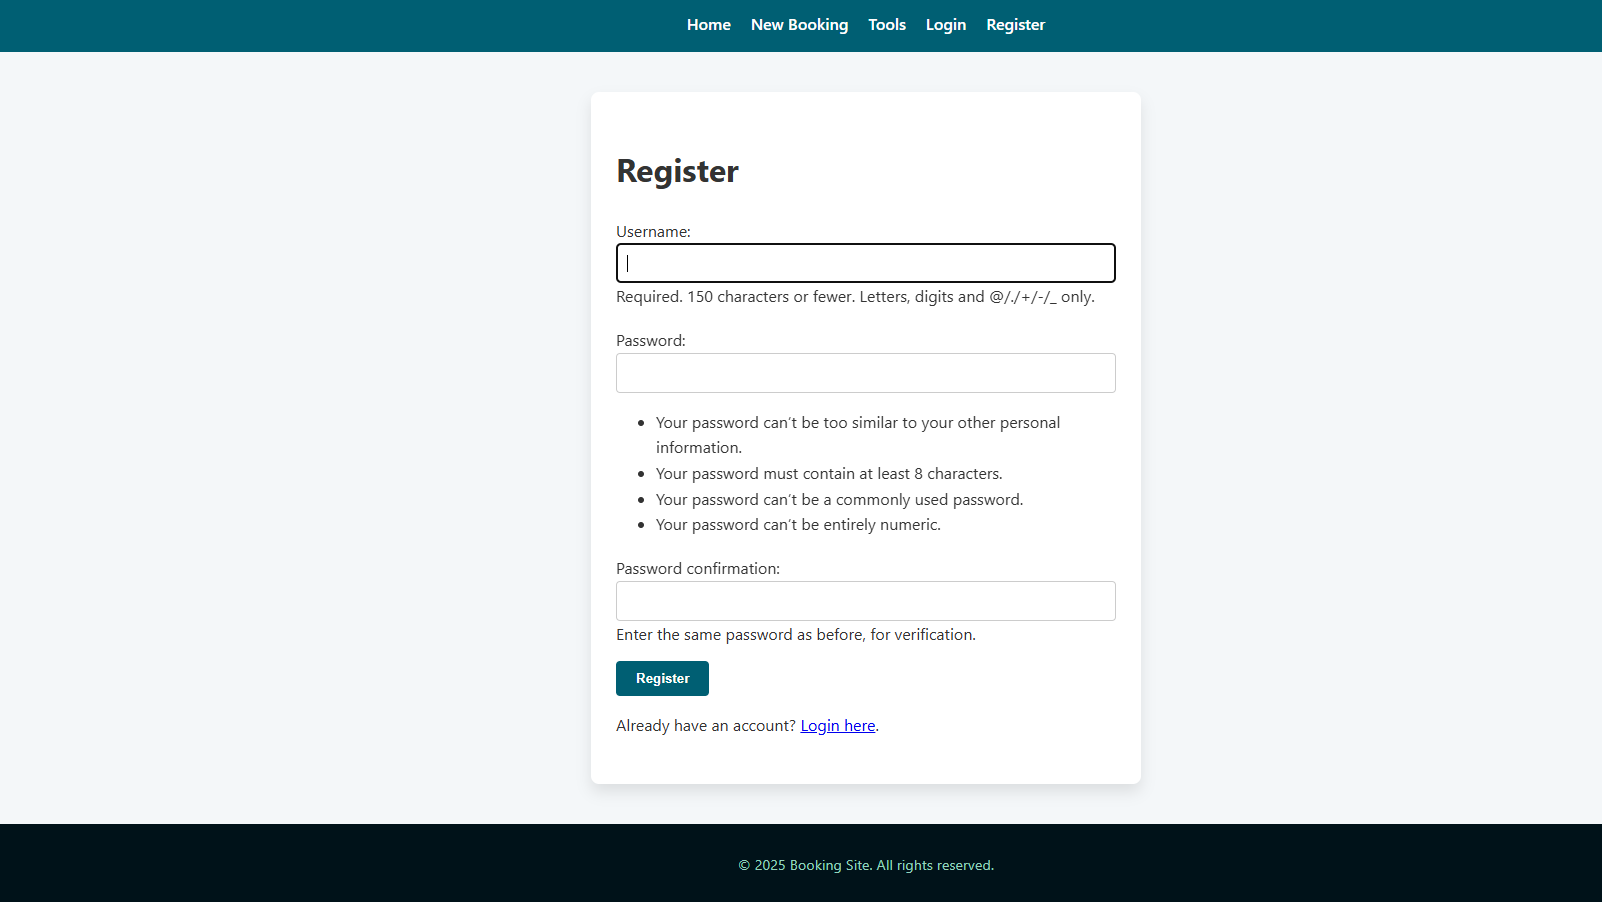 Home New Booking Tools Login Register
Register
Username:
Required. 150 characters or fewer. Letters, digits and @/./+/-/_ only.
Password:
Your password can’t be too similar to your other personal
information.
Your password must contain at least 8 characters.
Your password can’t be a commonly used password.
Your password can’t be entirely numeric.
Password confirmation:
Enter the same password as before, for verification.
Register
Already have an account? Login here.
© 2025 Booking Site. All rights reserved.